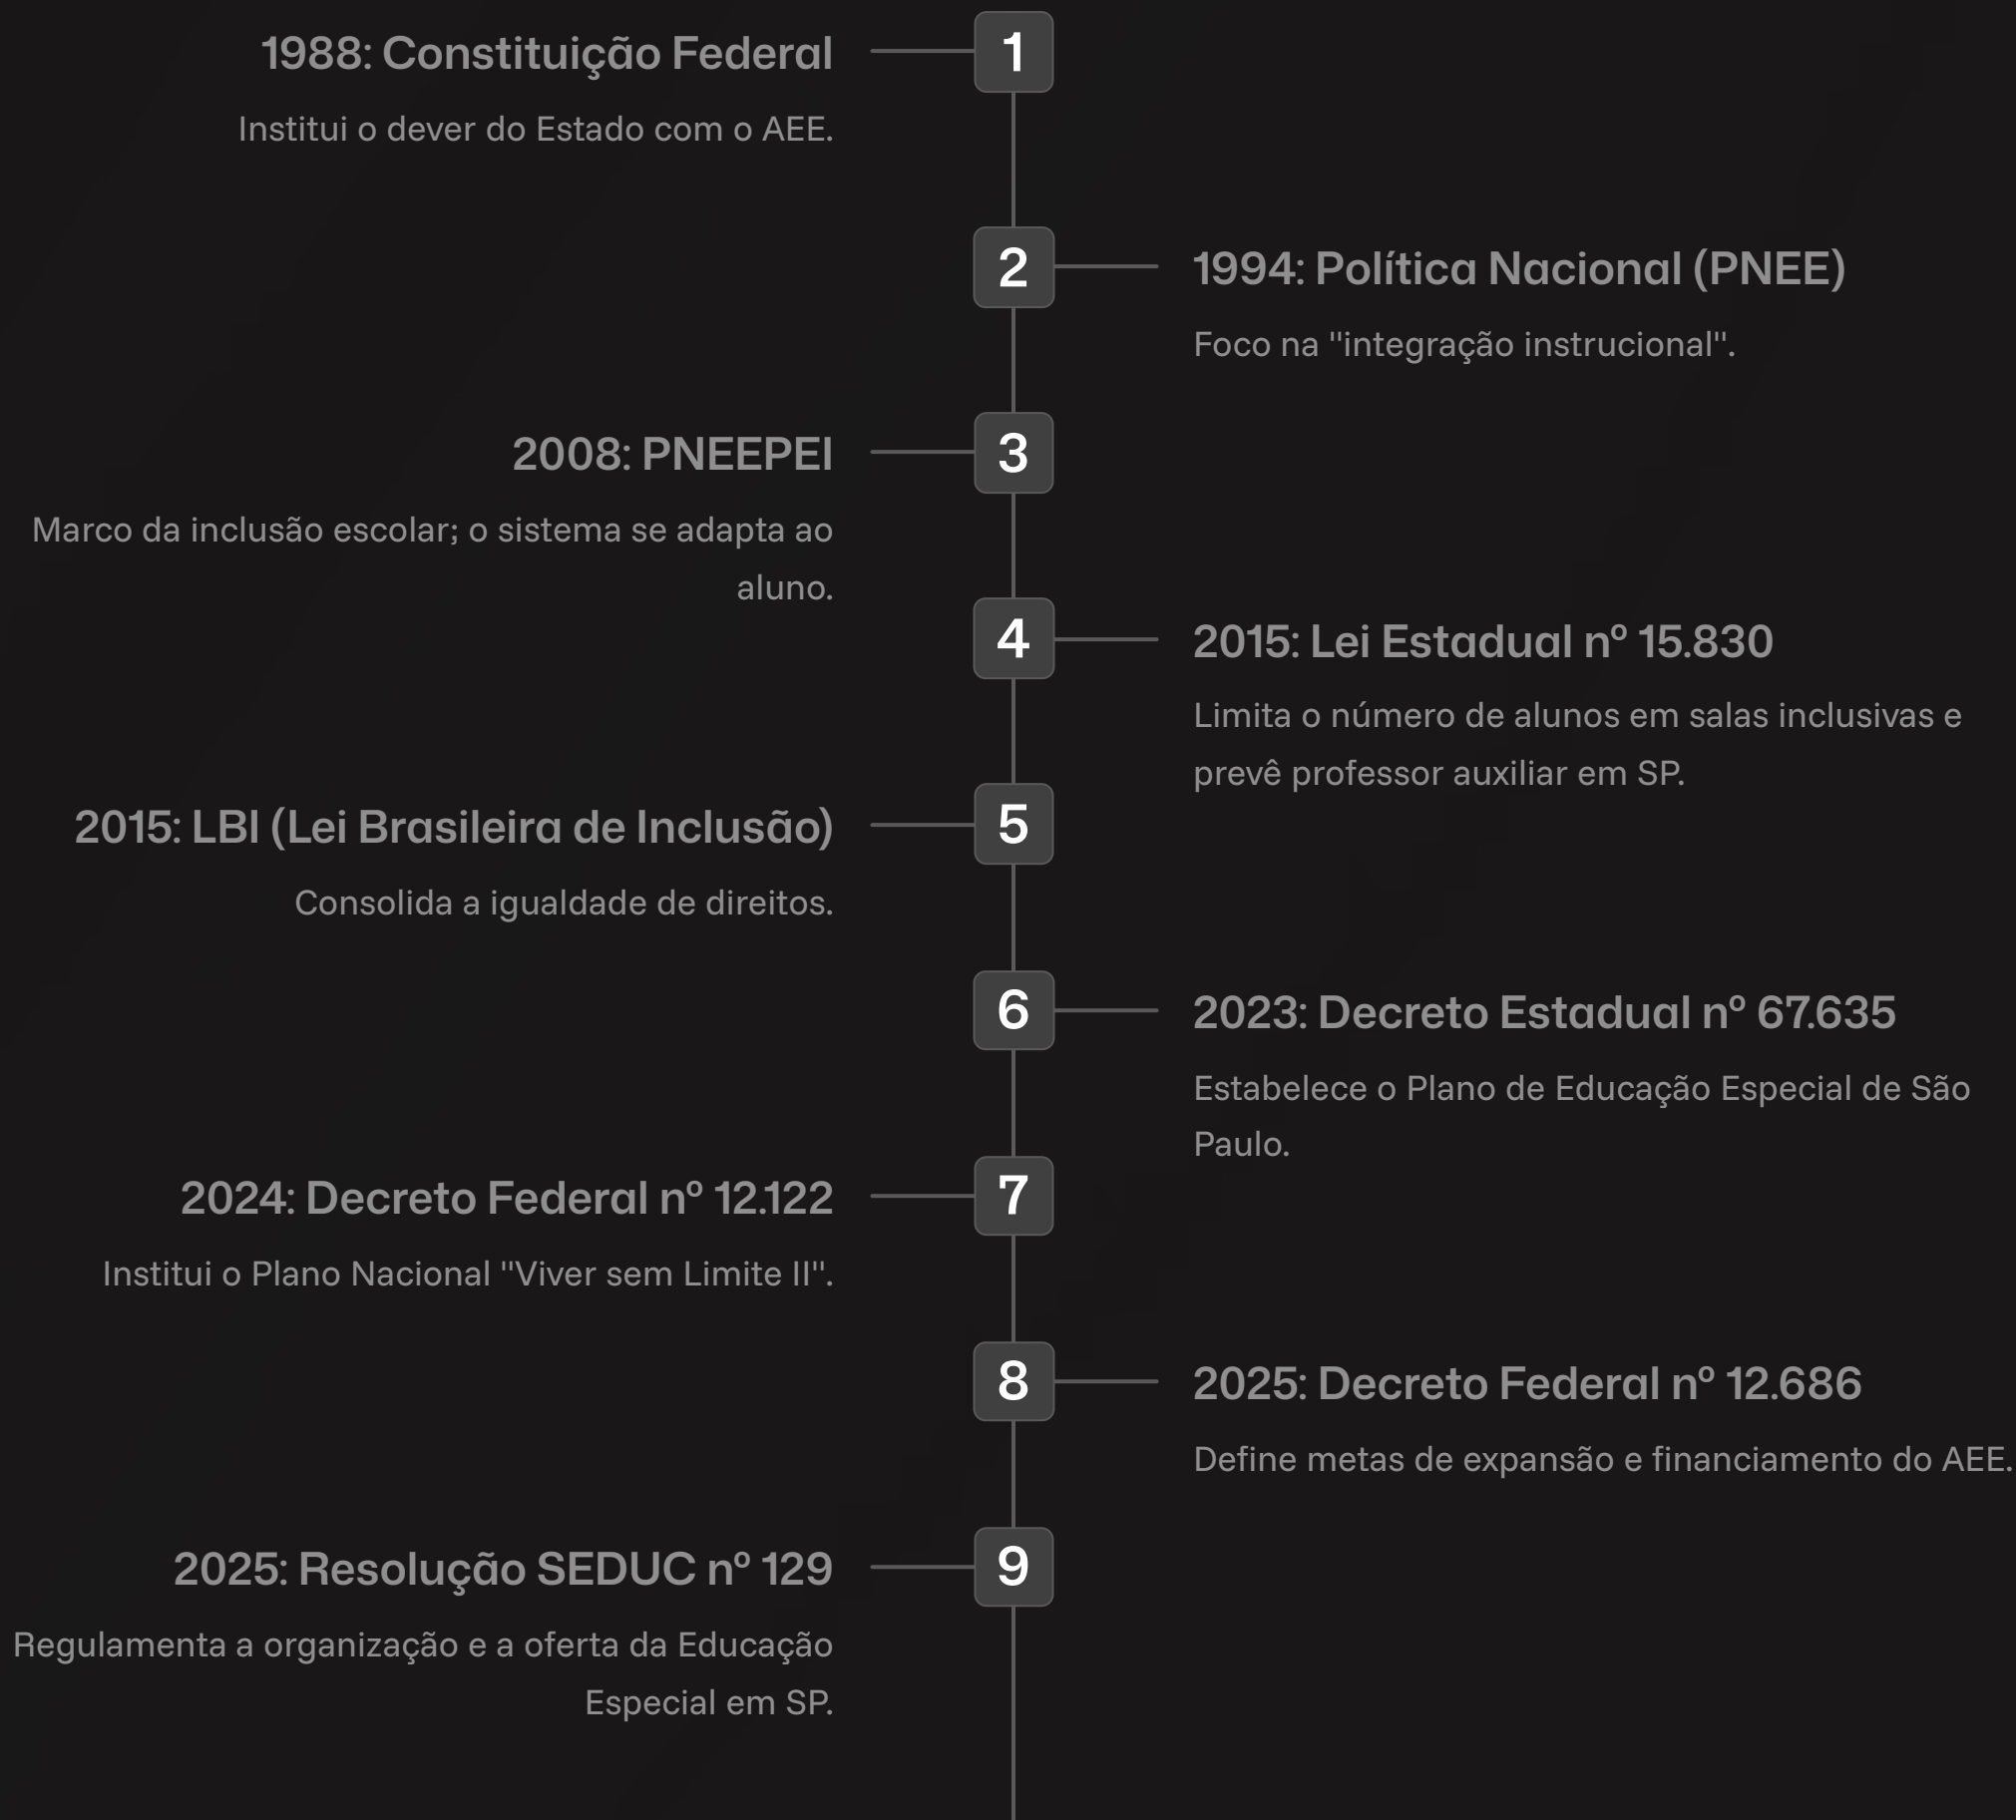 1988: Constituição Federal
1
Institui o dever do Estado com o AEE.
2
1994: Política Nacional (PNEE)
Foco na "integração instrucional".
2008: PNEEPEI
3
Marco da inclusão escolar; o sistema se adapta ao
aluno.
4
2015: Lei Estadual nº 15.830
Limita o número de alunos em salas inclusivas e
prevê professor auxiliar em SP.
2015: LBI (Lei Brasileira de Inclusão)
5
Consolida a igualdade de direitos.
6
2023: Decreto Estadual nº 67.635
Estabelece o Plano de Educação Especial de São
Paulo.
2024: Decreto Federal nº 12.122
7
Institui o Plano Nacional "Viver sem Limite II".
8
2025: Decreto Federal nº 12.686
Define metas de expansão e financiamento do AEE.
2025: Resolução SEDUC nº 129
9
Regulamenta a organização e a oferta da Educação
Especial em SP.